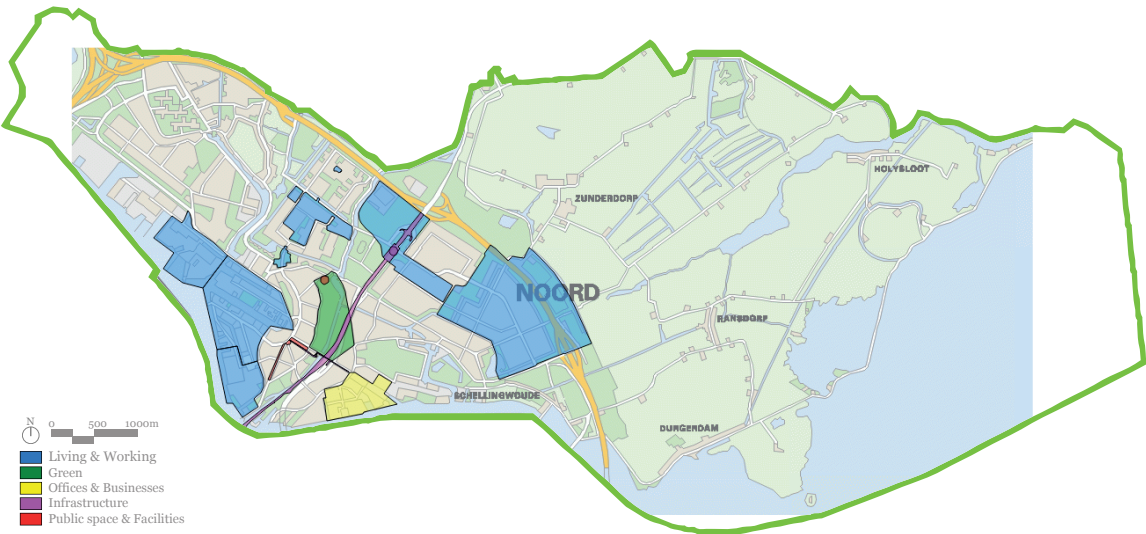 HOLYSLOOT
ZUNDERDORP
NOORD
RANSDORP
SCHELLINGWOUDE
DURGERDAM
N
0 500 1000m
Living & Working
Green
Offices & Businesses
Infrastructure
Public space & Facilities